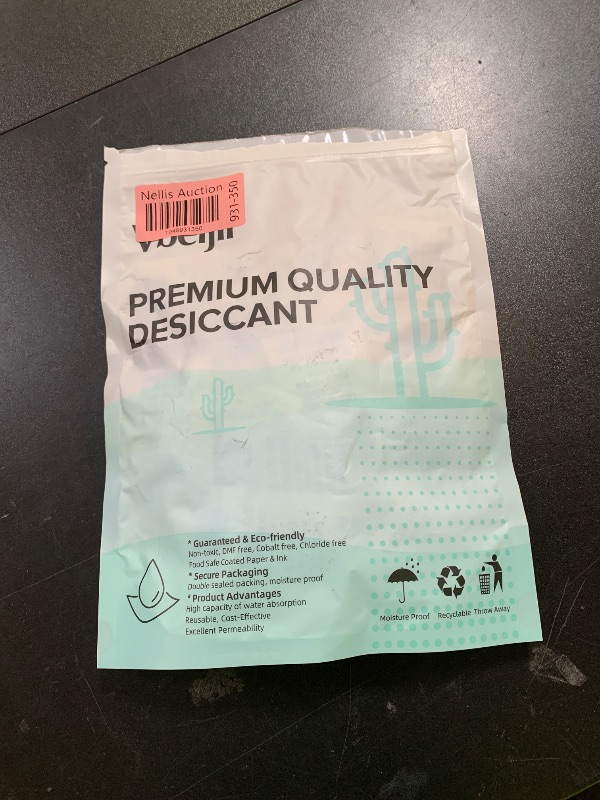 Nellis Auction
931-350
PREMIUM QUALITY
DESICCANT
* Guaranteed & Eco-friendly
Non-toxic, DMF free, Cobalt free, Chloride free
Food Safe Coated Paper & Ink
* Secure Packaging
Double sealed packing, moisture proof
* Product Advantages
High capacity of water absorption
Reusable, Cost-Effective
Excellent Permeability
Moisture Proof Recyclable Throw Away